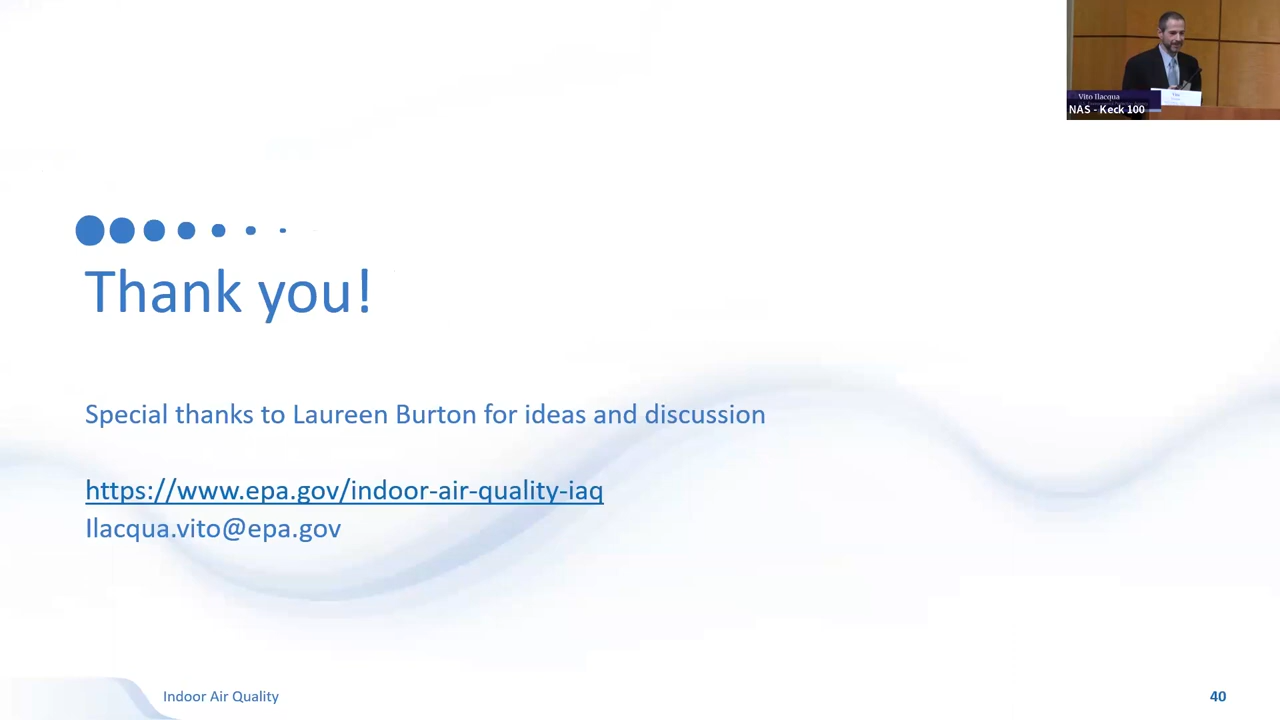 Vito Ilacqua
NAS - Keck 100
Thank you!
Special thanks to Laureen Burton for ideas and discussion
https://www.epa.gov/indoor-air-quality-iaq
Ilacqua.vito@epa.gov
Indoor Air Quality
40